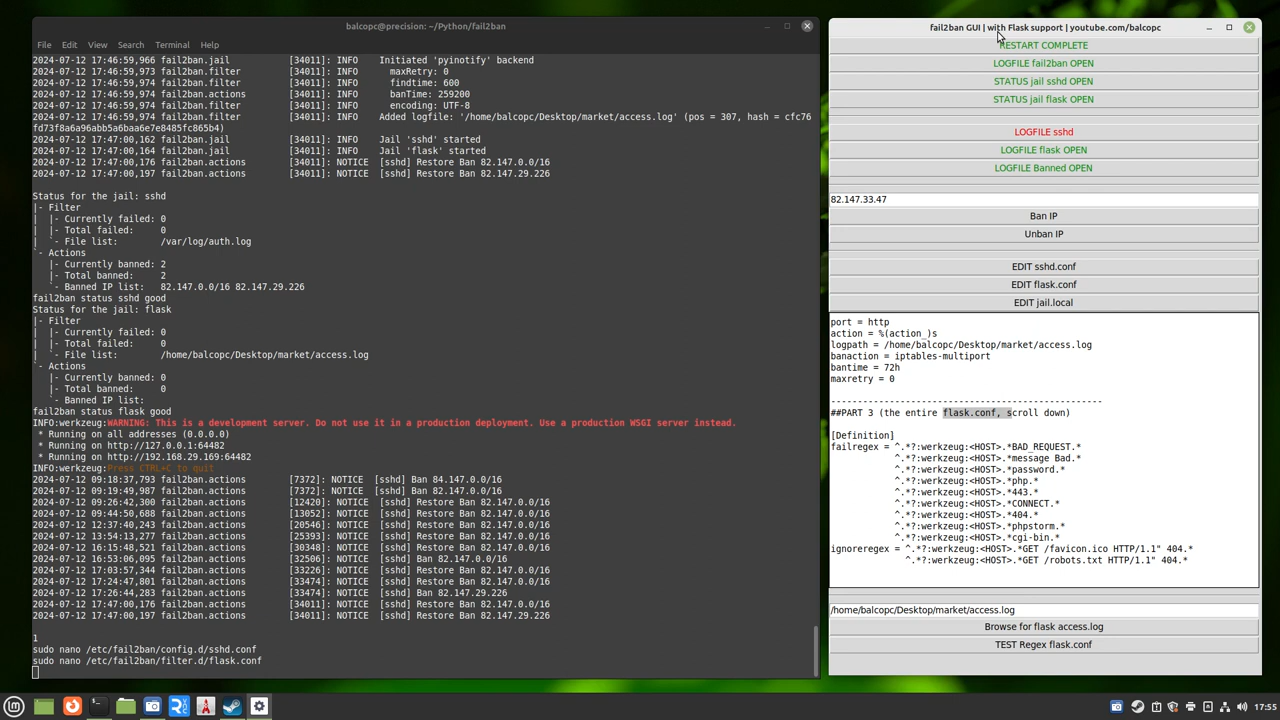 balcopc@precision: ~/Python/fail2ban
File Edit View Search Terminal Help
2024-07-12 17:46:59,966 fail2ban.jail [34011]: INFO Initiated 'pyinotify' backend
2024-07-12 17:46:59,973 fail2ban.filter [34011]: INFO maxRetry: 0
2024-07-12 17:46:59,974 fail2ban.filter [34011]: INFO findtime: 600
2024-07-12 17:46:59,974 fail2ban.actions [34011]: INFO banTime: 259200
2024-07-12 17:46:59,974 fail2ban.filter [34011]: INFO encoding: UTF-8
2024-07-12 17:46:59,974 fail2ban.filter [34011]: INFO Added logfile: '/home/balcopc/Desktop/market/access.log' (pos = 307, hash = cfc76
fd73f8a6a96abb5a6baa6e7e8485fc865b4)
2024-07-12 17:47:00,162 fail2ban.jail [34011]: INFO Jail 'sshd' started
2024-07-12 17:47:00,164 fail2ban.jail [34011]: INFO Jail 'flask' started
2024-07-12 17:47:00,176 fail2ban.actions [34011]: NOTICE [sshd] Restore Ban 82.147.0.0/16
2024-07-12 17:47:00,197 fail2ban.actions [34011]: NOTICE [sshd] Restore Ban 82.147.29.226
Status for the jail: sshd
|- Filter
| |- Currently failed: 0
| |- Total failed: 0
| `- File list: /var/log/auth.log
`- Actions
|- Currently banned: 2
|- Total banned: 2
`- Banned IP list: 82.147.0.0/16 82.147.29.226
fail2ban status sshd good
Status for the jail: flask
|- Filter
| |- Currently failed: 0
| |- Total failed: 0
| `- File list: /home/balcopc/Desktop/market/access.log
`- Actions
|- Currently banned: 0
|- Total banned: 0
`- Banned IP list:
fail2ban status flask good
INFO:werkzeug:WARNING: This is a development server. Do not use it in a production deployment. Use a production WSGI server instead.
* Running on all addresses (0.0.0.0)
* Running on http://127.0.0.1:64482
* Running on http://192.168.29.169:64482
INFO:werkzeug:Press CTRL+C to quit
2024-07-12 09:18:37,793 fail2ban.actions [7372]: NOTICE [sshd] Ban 84.147.0.0/16
2024-07-12 09:19:49,987 fail2ban.actions [7372]: NOTICE [sshd] Ban 82.147.0.0/16
2024-07-12 09:26:42,300 fail2ban.actions [12420]: NOTICE [sshd] Restore Ban 82.147.0.0/16
2024-07-12 09:44:50,688 fail2ban.actions [13052]: NOTICE [sshd] Restore Ban 82.147.0.0/16
2024-07-12 12:37:40,243 fail2ban.actions [20546]: NOTICE [sshd] Restore Ban 82.147.0.0/16
2024-07-12 13:54:13,277 fail2ban.actions [25393]: NOTICE [sshd] Restore Ban 82.147.0.0/16
2024-07-12 16:15:48,521 fail2ban.actions [30348]: NOTICE [sshd] Restore Ban 82.147.0.0/16
2024-07-12 16:53:06,095 fail2ban.actions [32506]: NOTICE [sshd] Ban 82.147.0.0/16
2024-07-12 17:03:57,344 fail2ban.actions [33226]: NOTICE [sshd] Restore Ban 82.147.0.0/16
2024-07-12 17:24:47,801 fail2ban.actions [33474]: NOTICE [sshd] Restore Ban 82.147.0.0/16
2024-07-12 17:26:44,283 fail2ban.actions [33474]: NOTICE [sshd] Ban 82.147.29.226
2024-07-12 17:47:00,176 fail2ban.actions [34011]: NOTICE [sshd] Restore Ban 82.147.0.0/16
2024-07-12 17:47:00,197 fail2ban.actions [34011]: NOTICE [sshd] Restore Ban 82.147.29.226
1
sudo nano /etc/fail2ban/config.d/sshd.conf
sudo nano /etc/fail2ban/filter.d/flask.conf
fail2ban GUI | with Flask support | youtube.com/balcopc
RESTART COMPLETE
LOGFILE fail2ban OPEN
STATUS jail sshd OPEN
STATUS jail flask OPEN
LOGFILE sshd
LOGFILE flask OPEN
LOGFILE Banned OPEN
82.147.33.47
Ban IP
Unban IP
EDIT sshd.conf
EDIT flask.conf
EDIT jail.local
port = http
action = %(action_)s
logpath = /home/balcopc/Desktop/market/access.log
banaction = iptables-multiport
bantime = 72h
maxretry = 0
------------------------------------------------
##PART 3 (the entire flask.conf, scroll down)
[Definition]
failregex = ^.*?:werkzeug:<HOST>.*BAD_REQUEST.*
^.*?:werkzeug:<HOST>.*message Bad.*
^.*?:werkzeug:<HOST>.*password.*
^.*?:werkzeug:<HOST>.*php.*
^.*?:werkzeug:<HOST>.*443.*
^.*?:werkzeug:<HOST>.*CONNECT.*
^.*?:werkzeug:<HOST>.*404.*
^.*?:werkzeug:<HOST>.*phpstorm.*
^.*?:werkzeug:<HOST>.*cgi-bin.*
ignoreregex = ^.*?:werkzeug:<HOST>.*GET /favicon.ico HTTP/1.1" 404.*
^.*?:werkzeug:<HOST>.*GET /robots.txt HTTP/1.1" 404.*
/home/balcopc/Desktop/market/access.log
Browse for flask access.log
TEST Regex flask.conf
17:55